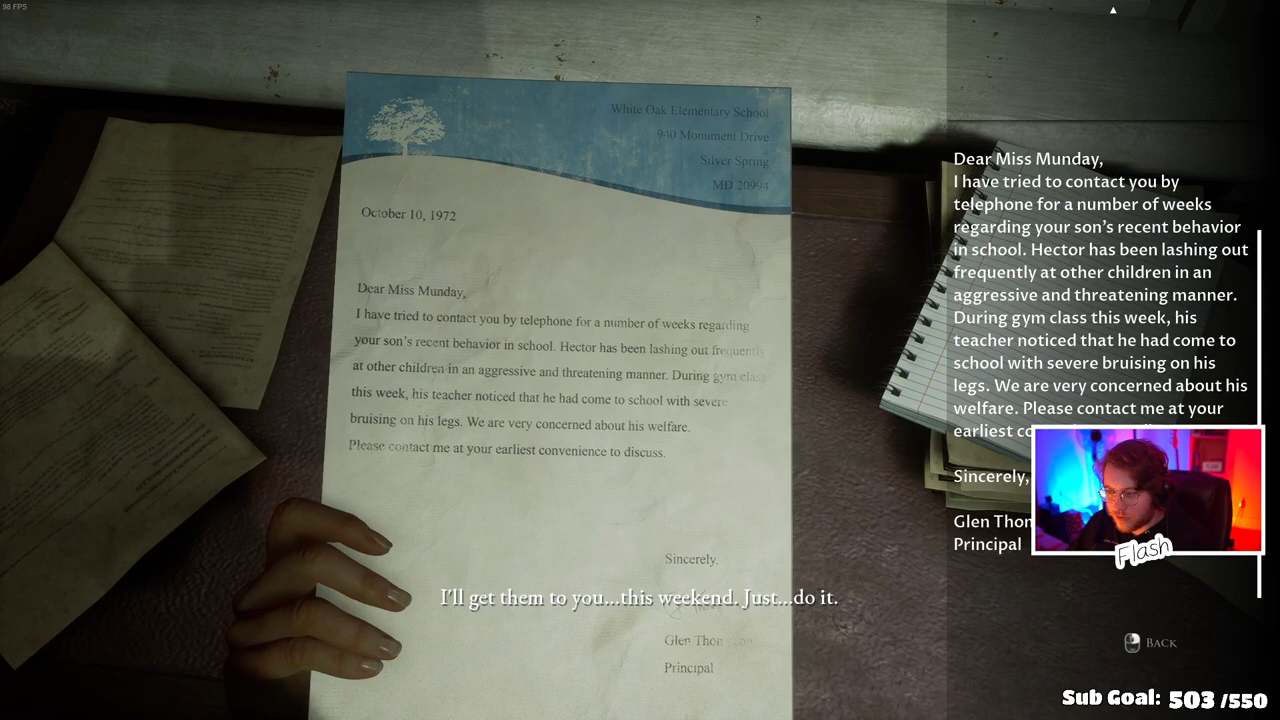 98 FPS
White Oak Elementary School
940 Monument Drive
Silver Spring
MD 20994
October 10, 1972
Dear Miss Munday,
I have tried to contact you by telephone for a number of weeks regarding
your son's recent behavior in school. Hector has been lashing out frequently
at other children in an aggressive and threatening manner. During gym class
this week, his teacher noticed that he had come to school with severe
bruising on his legs. We are very concerned about his welfare.
Please contact me at your earliest convenience to discuss.
Sincerely,
Glen
Principal
I'll get them to you...this weekend. Just...do it.
Dear Miss Munday,
I have tried to contact you by
telephone for a number of weeks
regarding your son's recent behavior
in school. Hector has been lashing out
frequently at other children in an
aggressive and threatening manner.
During gym class this week, his
teacher noticed that he had come to
school with severe bruising on his
legs. We are very concerned about his
welfare. Please contact me at your
earliest
Sincerely,
Glen
Principal
Flash
BACK
Sub Goal: 503 /550